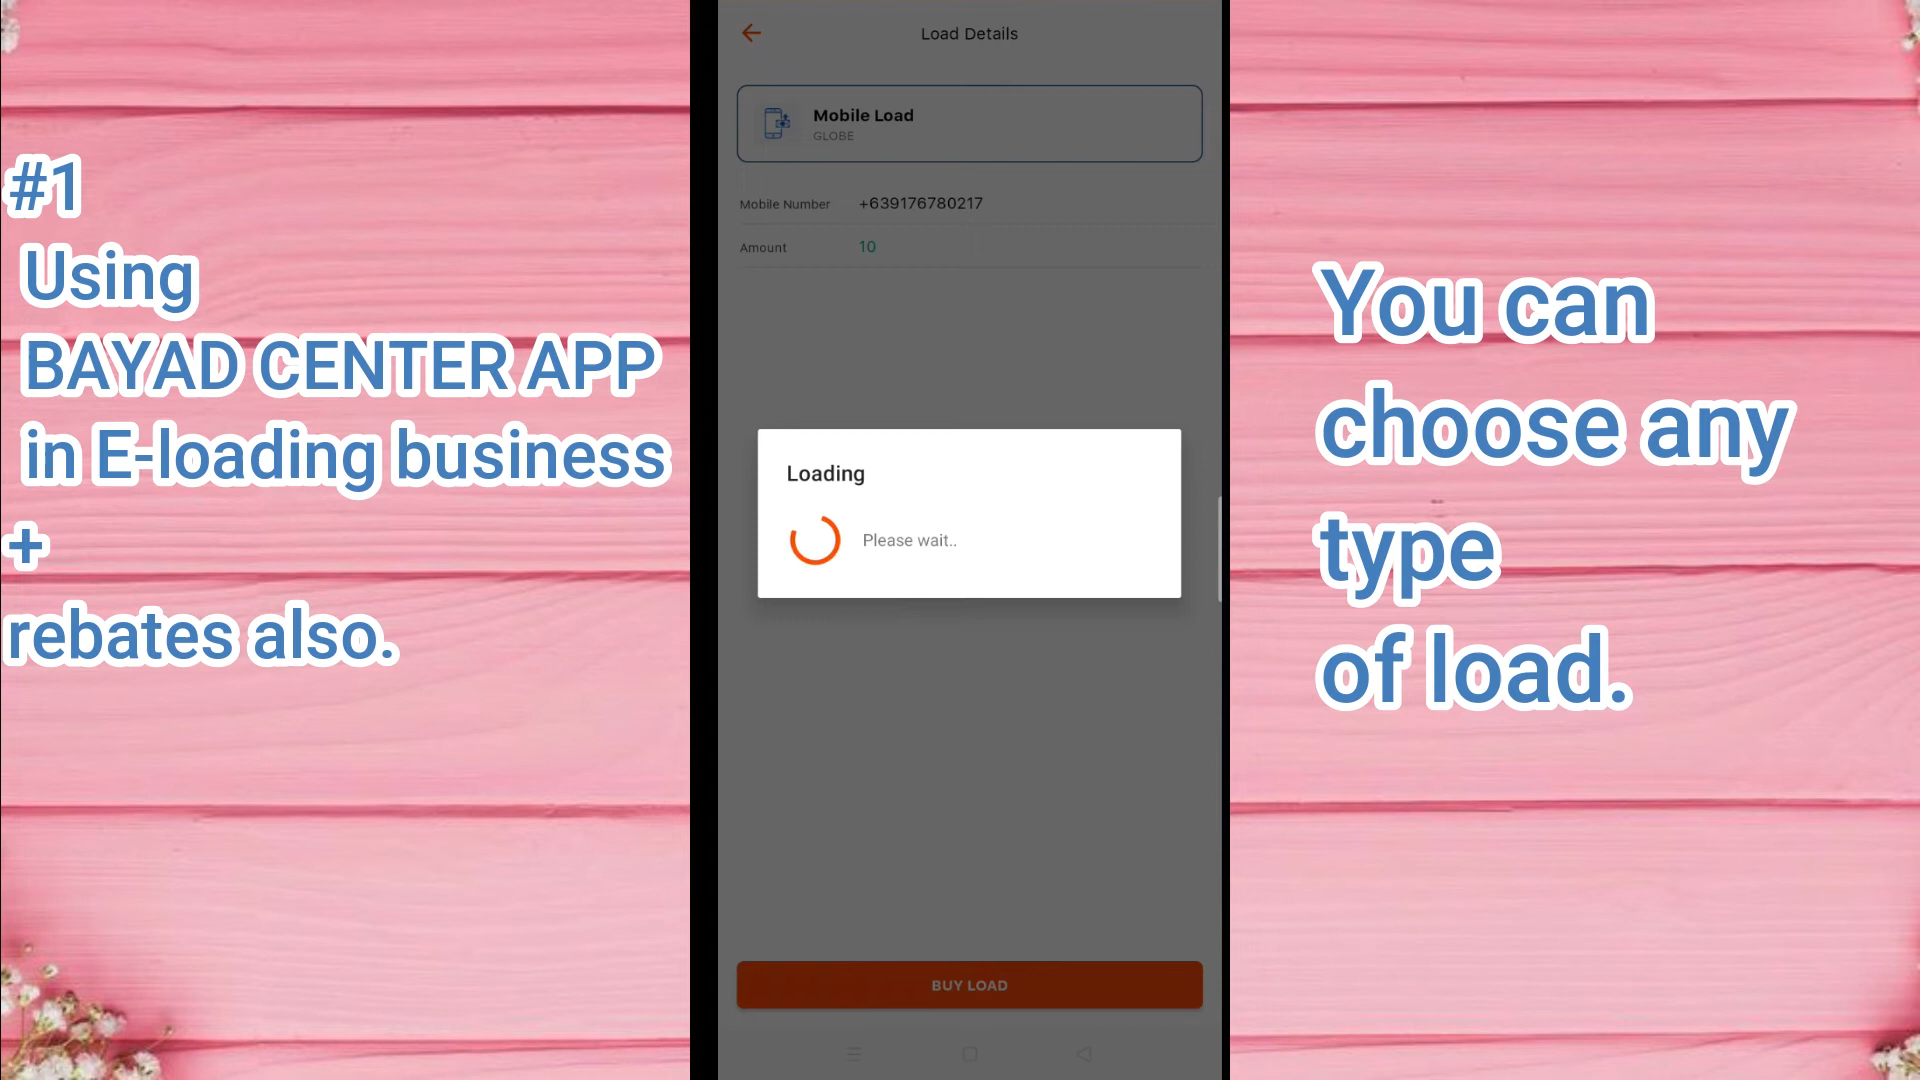 #1
Using
BAYAD CENTER APP
in E-loading business
+
rebates also.
Load Details
Mobile Load
GLOBE
Mobile Number +639176780217
Amount 10
Loading
Please wait..
BUY LOAD
You can
choose any
type
of load.